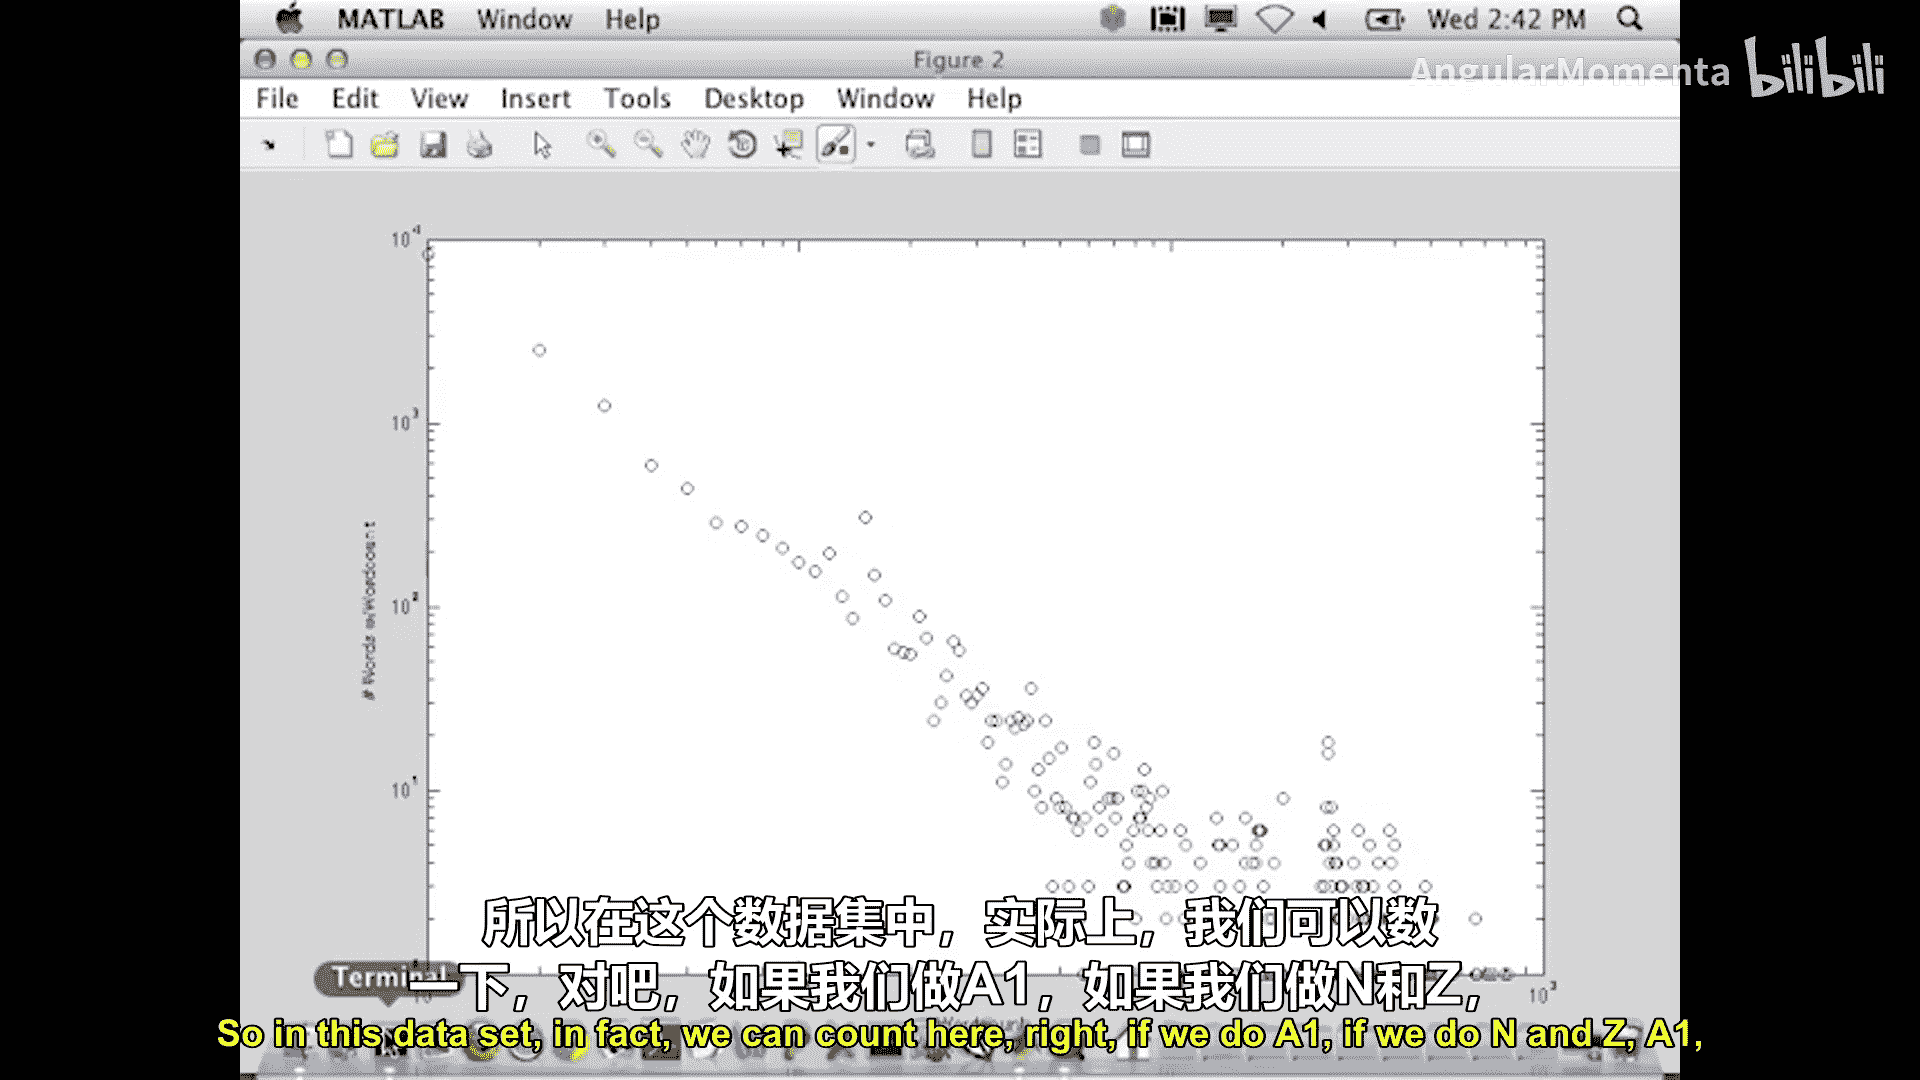 MATLAB Window Help Wed 2:42 PM
Figure 2
AngularMomenta bilibili
File Edit View Insert Tools Desktop Window Help
10⁴
10³
10²
10¹
# Words w/Wordcount
10³
Terminal
所以在这个数据集中，实际上，我们可以数
一下，对吧，如果我们做A1，如果我们做N和Z，
So in this data set, in fact, we can count here, right, if we do A1, if we do N and Z, A1,